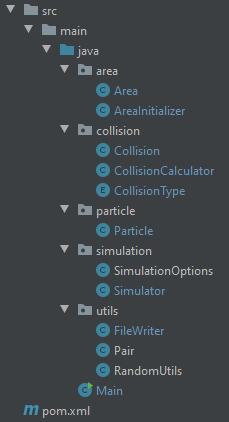 src
main
java
area
Area
AreaInitializer
collision
Collision
CollisionCalculator
CollisionType
particle
Particle
simulation
SimulationOptions
Simulator
utils
FileWriter
Pair
RandomUtils
Main
pom.xml